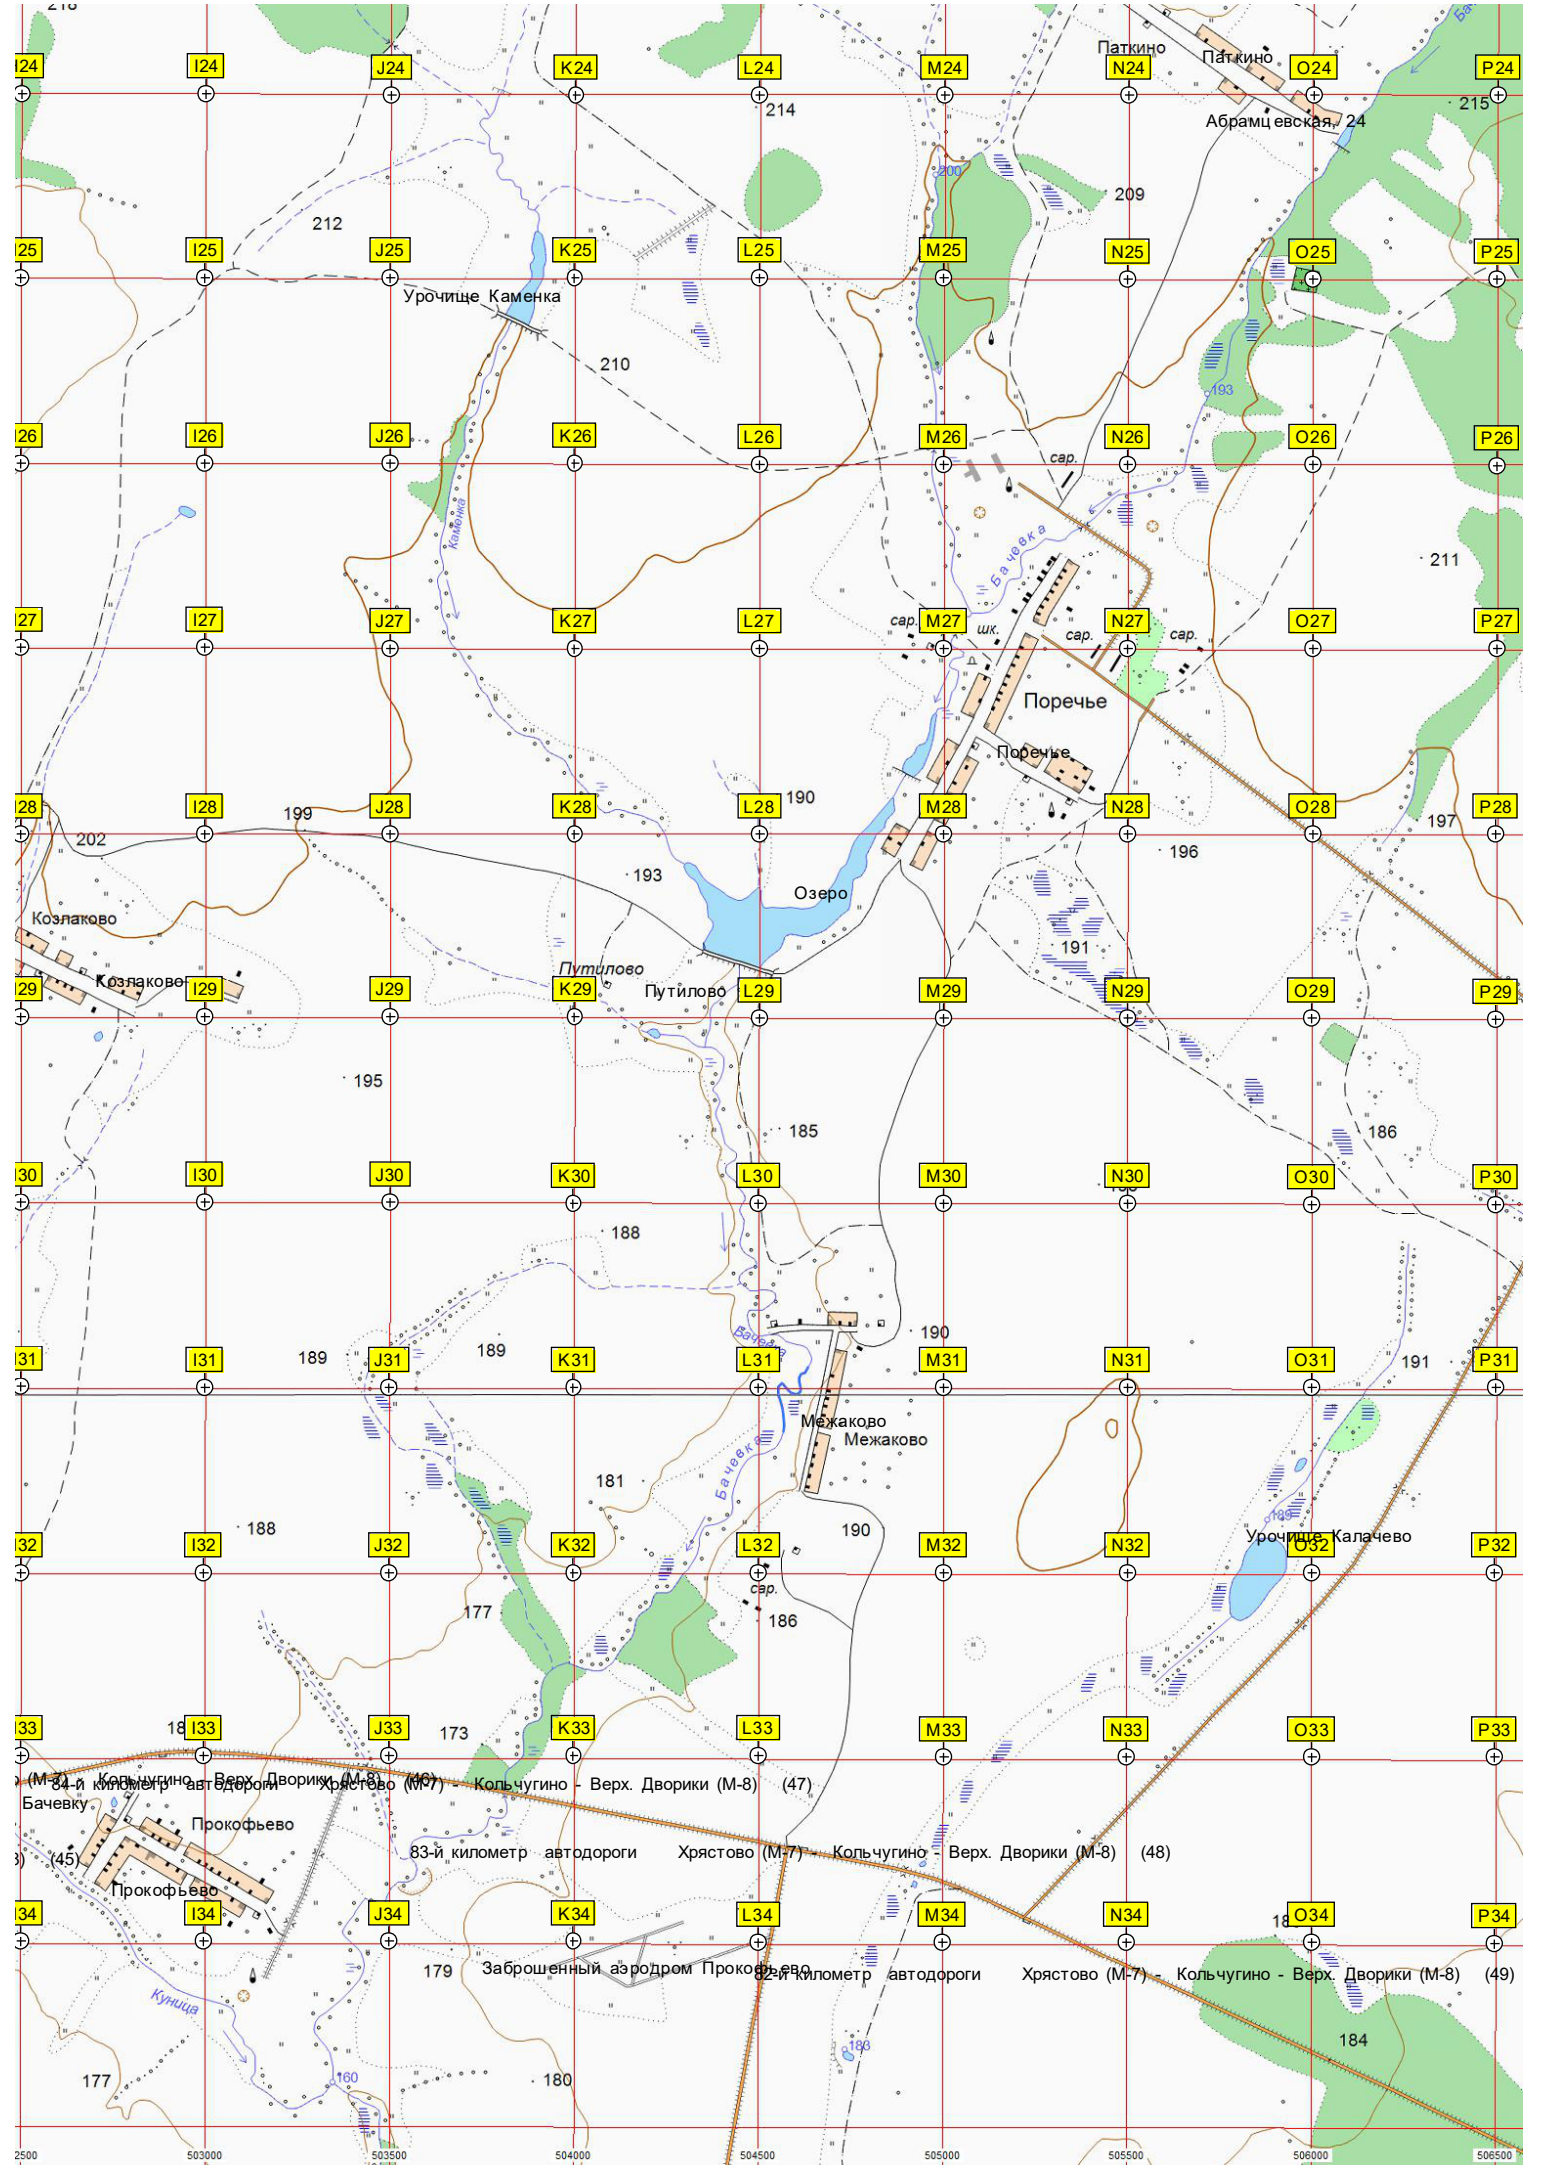 218
Ба
Паткино
Паткино
I24 J24 K24 L24 M24 N24 O24 P24
214
215
Абрамцевская, 24
200
209
212
I25 J25 K25 L25 M25 N25 O25 P25
Урочище Каменка
210
193
I26 J26 K26 L26 M26 N26 O26 P26
сар.
Каменка
Бачевка
211
I27 J27 K27 L27 M27 N27 O27 P27
сар.
шк.
сар.
сар.
Поречье
Поречье
190
I28 J28 K28 L28 M28 N28 O28 P28
199
202
197
196
193
Озеро
Козлаково
191
Путилово
Козлаково
Путилово
I29 J29 K29 L29 M29 N29 O29 P29
195
185
186
I30 J30 K30 L30 M30 N30 O30 P30
188
190
Бачевка
189
189
191
I31 J31 K31 L31 M31 N31 O31 P31
Межаково
Межаково
Бачевка
181
188
190
189
Урочище Калачево
I32 J32 K32 L32 M32 N32 O32 P32
сар.
177
186
173
I33 J33 K33 L33 M33 N33 O33 P33
(М-7) - Кольчугино - Верх. Дворики (М-8) (46)
84-й километр автодороги Хрястово (М-7) - Кольчугино - Верх. Дворики (М-8) (47)
Бачевку
Прокофьево
83-й километр автодороги Хрястово (М-7) - Кольчугино - Верх. Дворики (М-8) (48)
(45)
Прокофьево
I34 J34 K34 L34 M34 N34 O34 P34
179
Заброшенный аэродром Прокофьево
82-й километр автодороги Хрястово (М-7) - Кольчугино - Верх. Дворики (М-8) (49)
Куница
183
184
177
160
180
2500 503000 503500 504000 504500 505000 505500 506000 506500